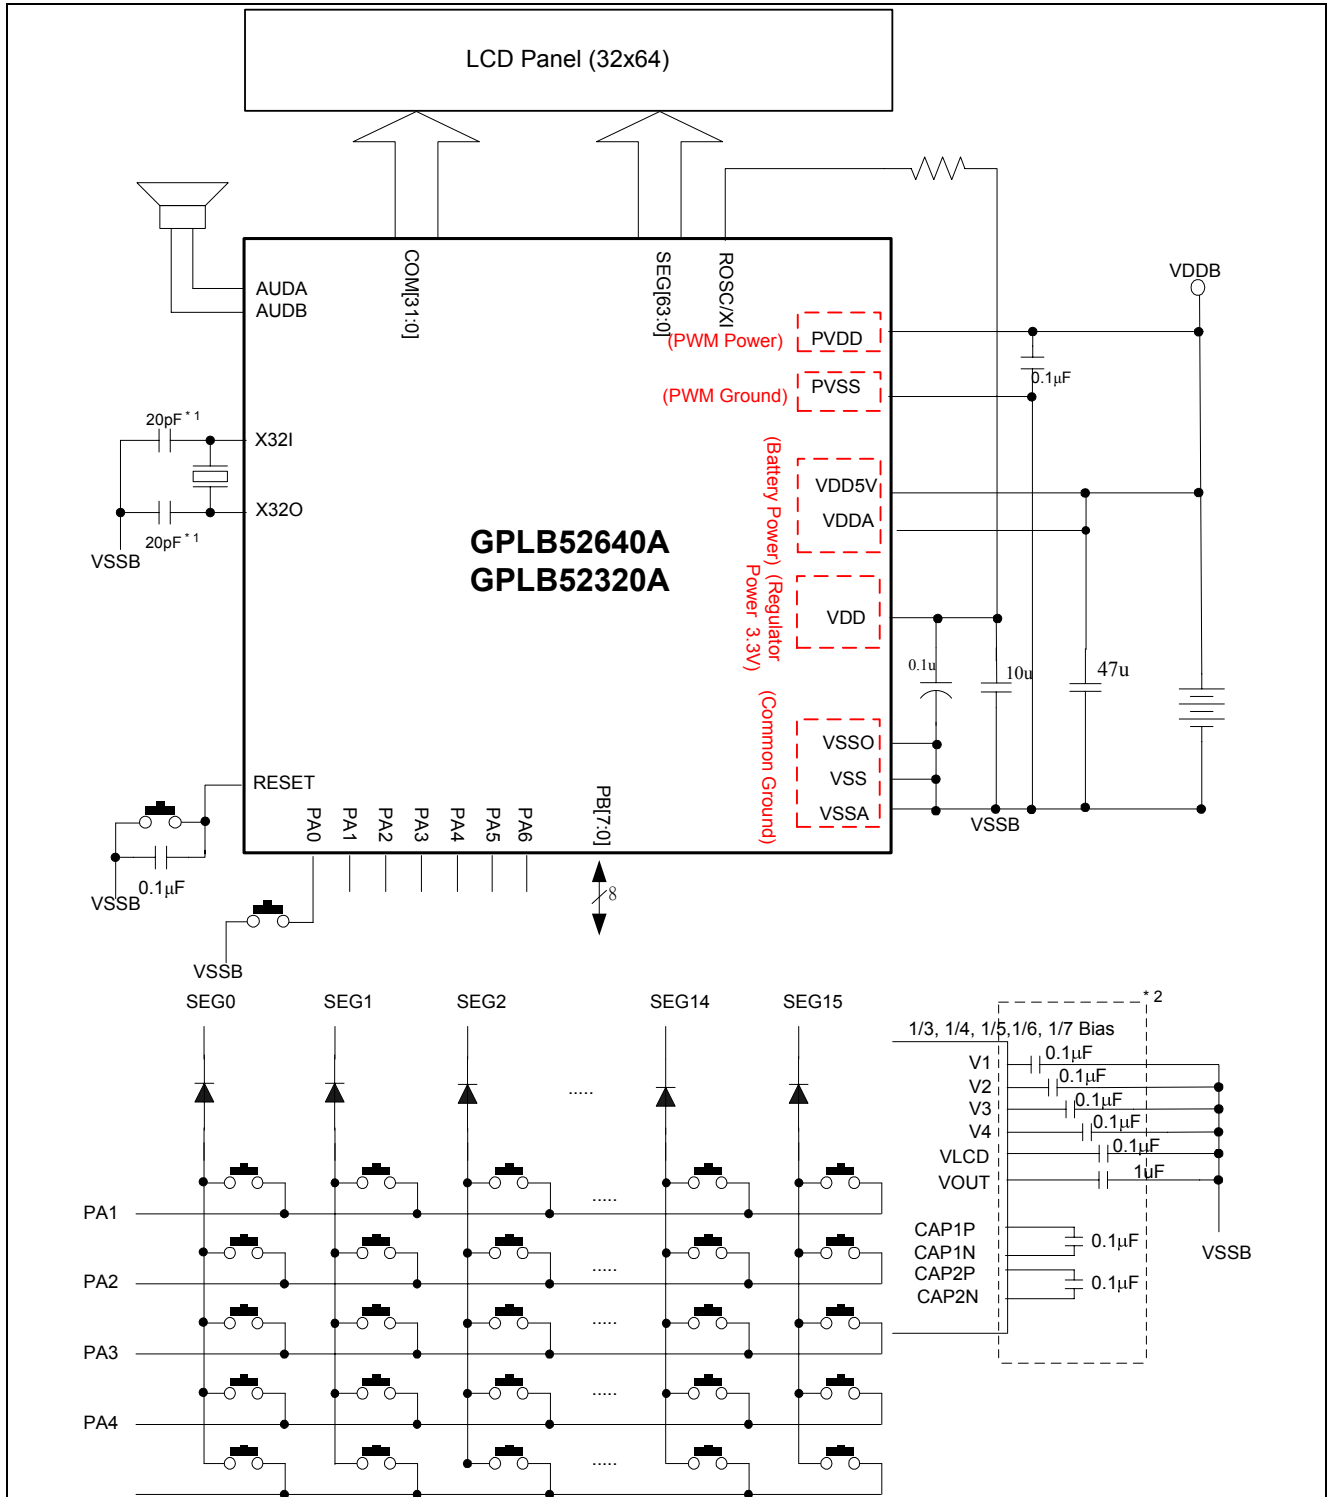 LCD Panel (32x64)
AUDA
AUDB
COM[31:0]
SEG[63:0]
ROSC/XI
VDDB
(PWM Power)
PVDD
0.1μF
(PWM Ground)
PVSS
20pF * 1
X32I
X32O
20pF * 1
VSSB
(Battery Power)
VDD5V
VDDA
GPLB52640A
GPLB52320A
(Regulator
Power 3.3V)
VDD
0.1u
10u
47u
(Common Ground)
VSSO
VSS
VSSA
VSSB
RESET
0.1μF
VSSB
PA0
PA1
PA2
PA3
PA4
PA5
PA6
PB[7:0]
8
VSSB
SEG0
SEG1
SEG2
SEG14
SEG15
.....
.....
.....
.....
.....
.....
PA1
PA2
PA3
PA4
* 2
1/3, 1/4, 1/5,1/6, 1/7 Bias
V1
0.1μF
V2
0.1μF
V3
0.1μF
V4
0.1μF
VLCD
0.1μF
VOUT
1uF
CAP1P
CAP1N
0.1μF
CAP2P
CAP2N
0.1μF
VSSB